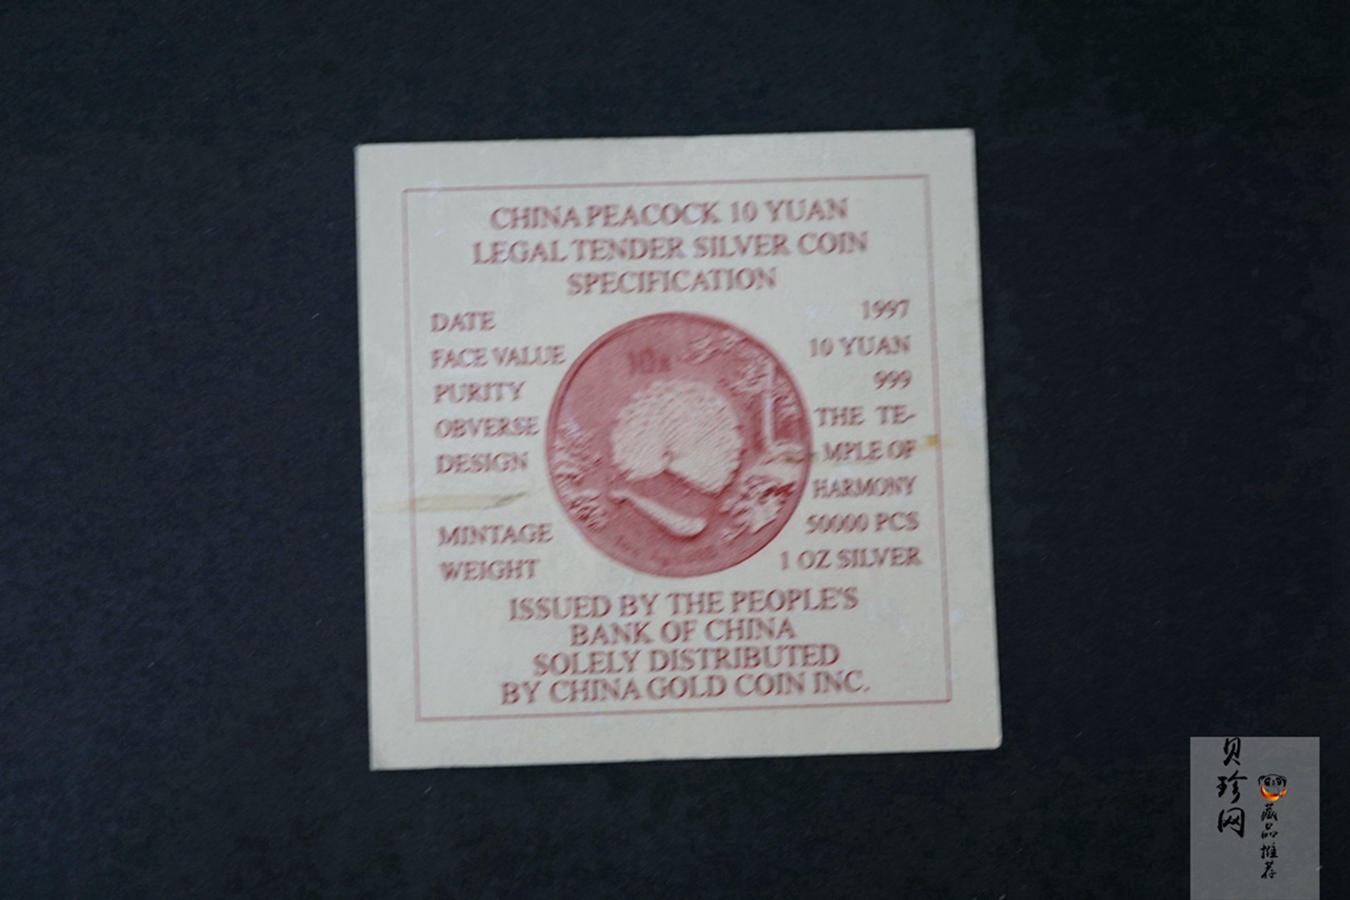 CHINA PEACOCK 10 YUAN
LEGAL TENDER SILVER COIN
SPECIFICATION
DATE 1997
FACE VALUE 10 YUAN
PURITY 999
OBVERSE THE TE-
DESIGN MPLE OF
HARMONY
MINTAGE 50000 PCS
WEIGHT 1 OZ SILVER
ISSUED BY THE PEOPLE'S
BANK OF CHINA
SOLELY DISTRIBUTED
BY CHINA GOLD COIN INC.
贝珍网
藏品推荐